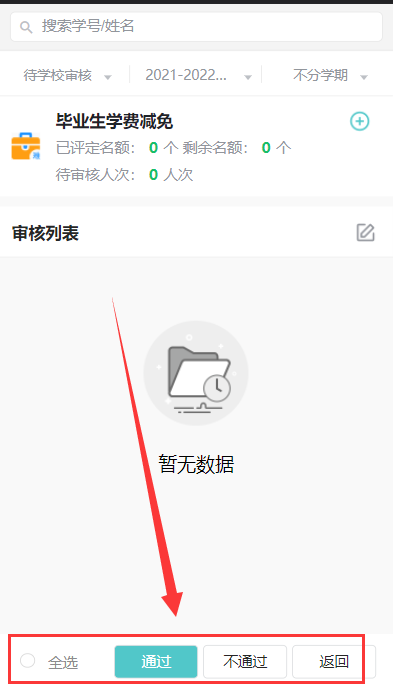 搜索学号/姓名
待学校审核 2021-2022... 不分学期
毕业生学费减免
已评定名额： 0 个 剩余名额： 0 个
待审核人次： 0 人次
审核列表
暂无数据
全选 通过 不通过 返回